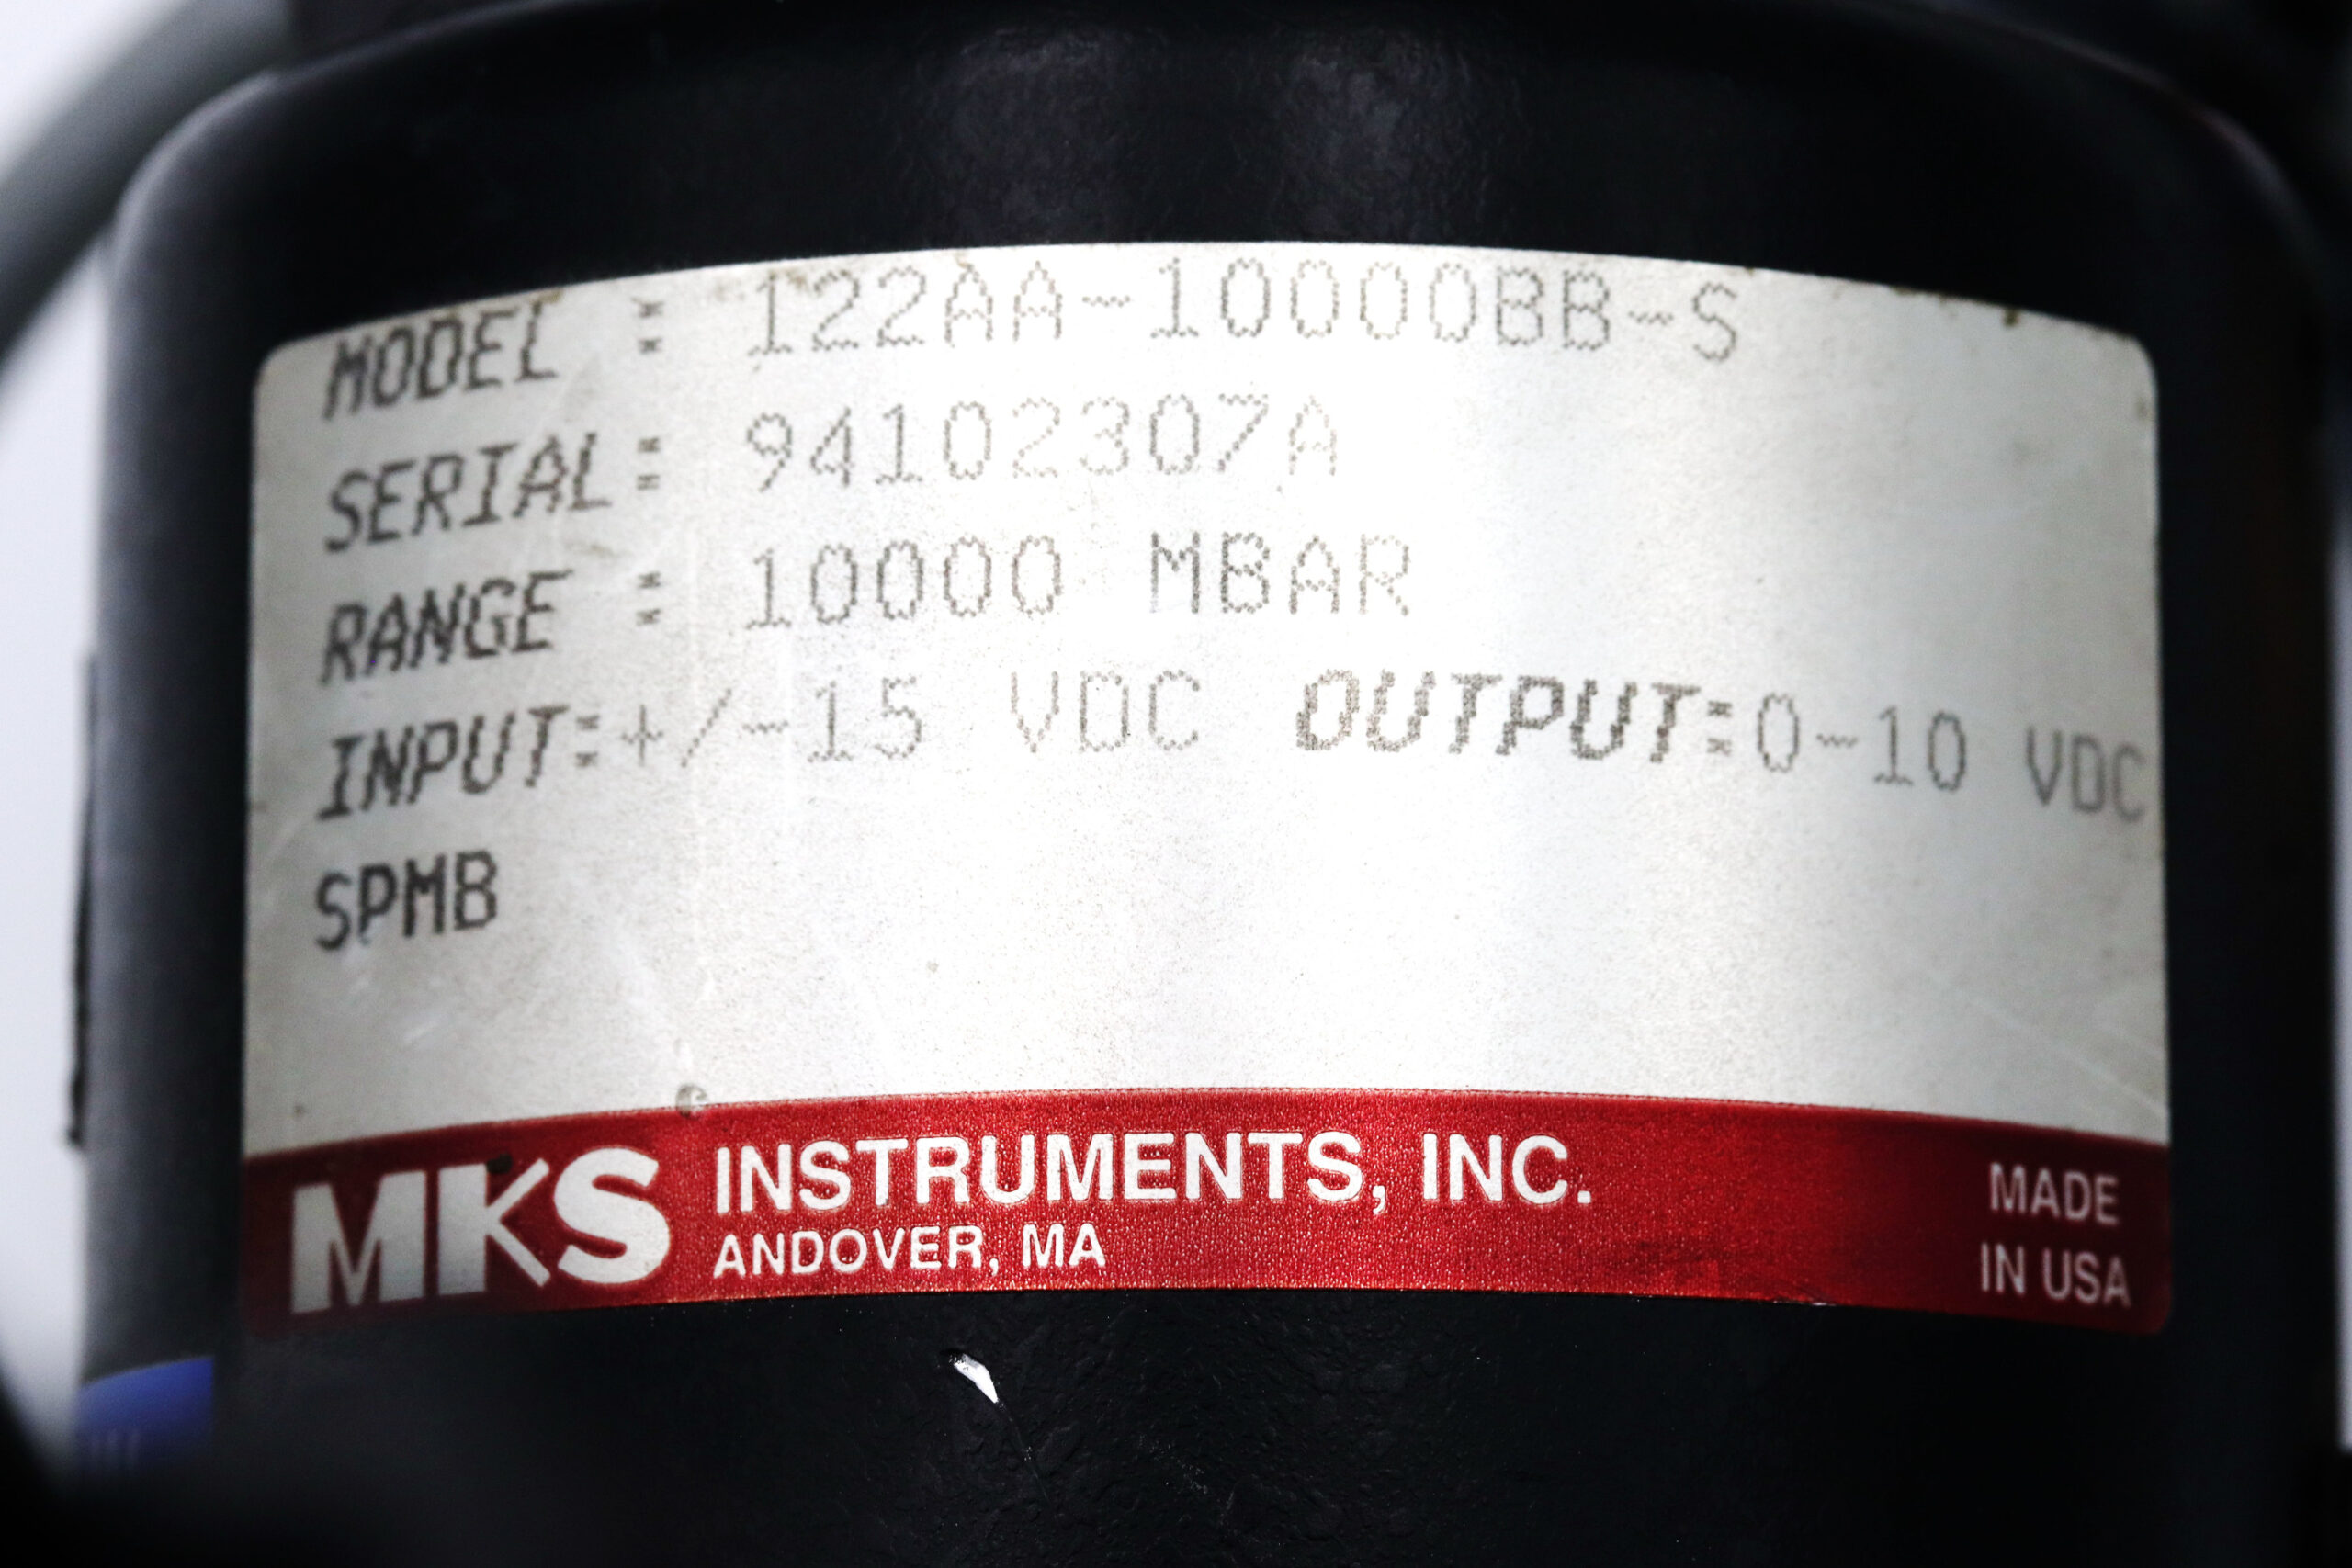 MODEL : 122AA-10000BB-S
SERIAL: 94102307A
RANGE : 10000 MBAR
INPUT:+/-15 VDC OUTPUT:0-10 VDC
SPMB
MKS INSTRUMENTS, INC.
ANDOVER, MA
MADE
IN USA